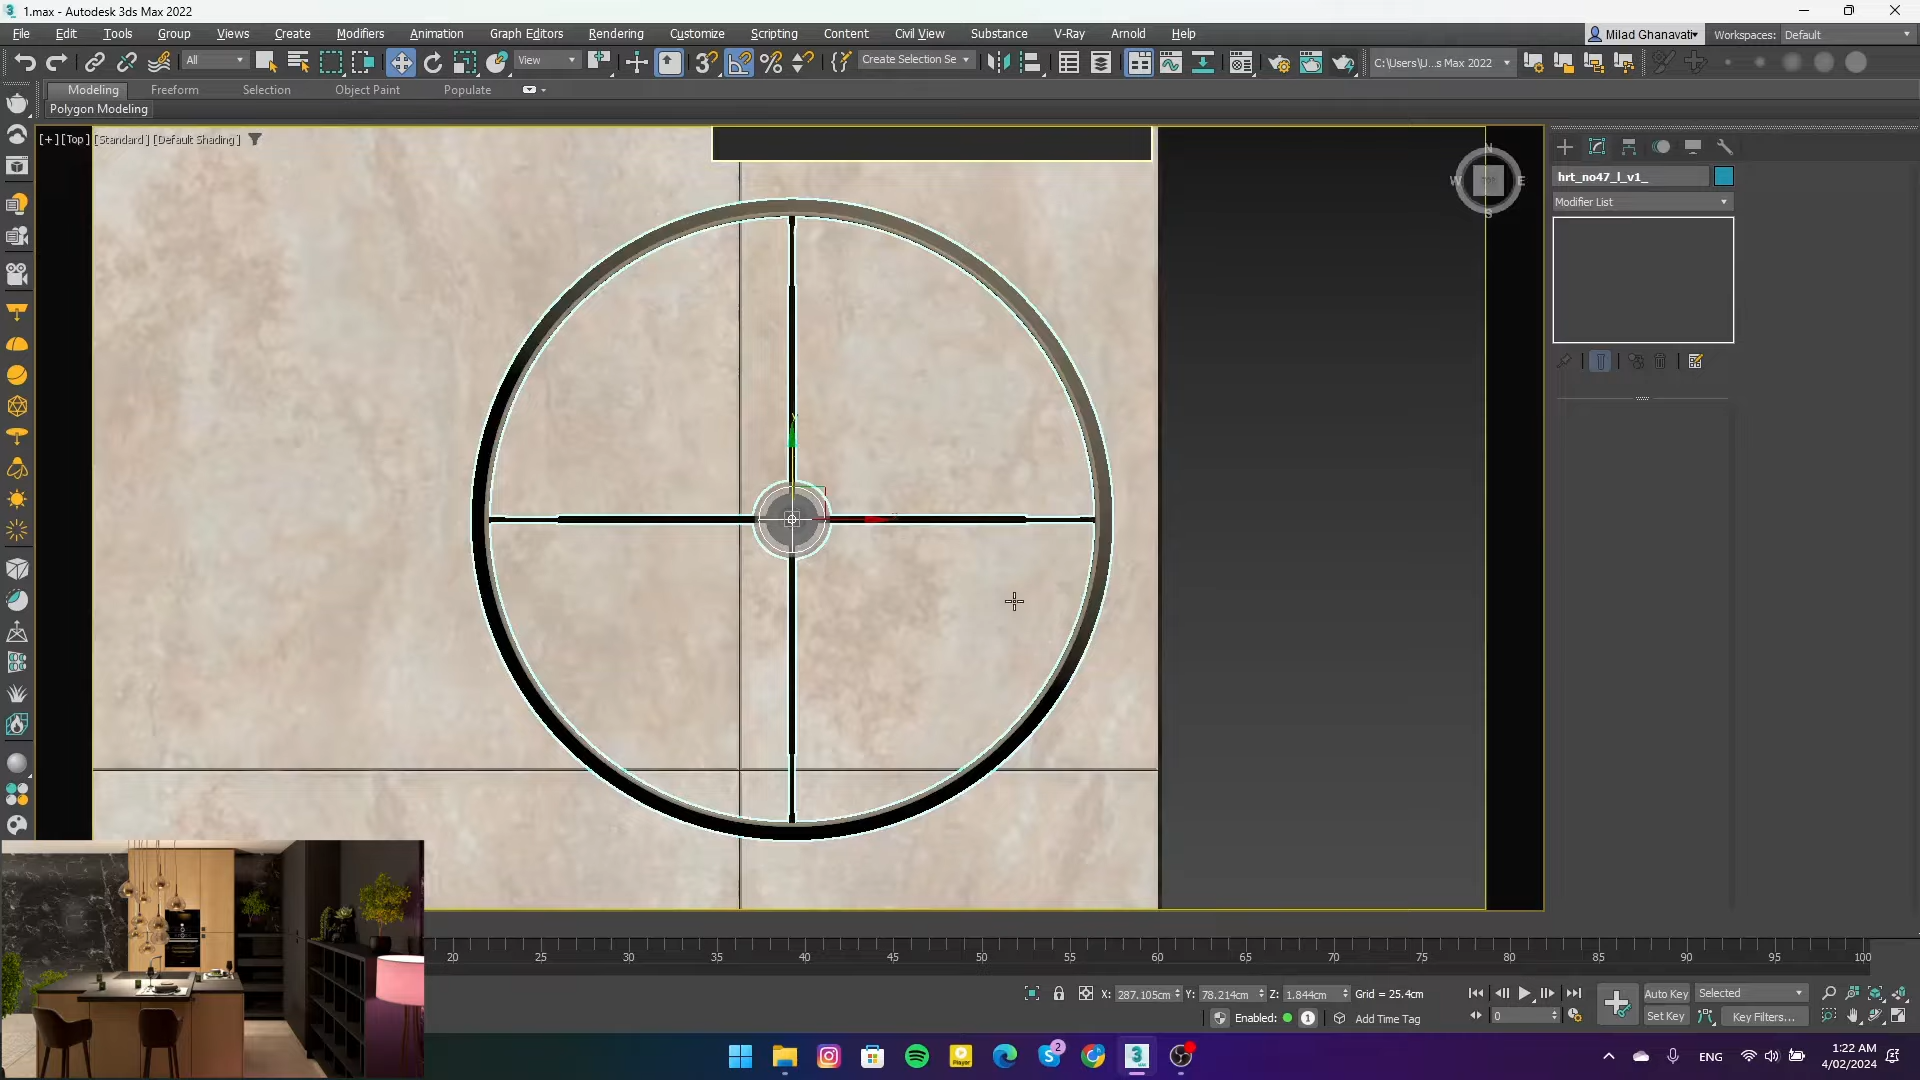 1.max - Autodesk 3ds Max 2022
File Edit Tools Group Views Create Modifiers Animation Graph Editors Rendering Customize Scripting Content Civil View Substance V-Ray Arnold Help Milad Ghanavati Workspaces: Default
All View Create Selection Se C:\Users\U...s Max 2022
Modeling Freeform Selection Object Paint Populate
Polygon Modeling
[+] [Top] [Standard] [Default Shading]
N
W E
S
TOP
hrt_no47_l_v1_
Modifier List
20 25 30 35 40 45 50 55 60 65 70 75 80 85 90 95 100
X: 287.105cm Y: 78.214cm Z: 1.844cm Grid = 25.4cm Auto Key Selected
Enabled: 1 Add Time Tag 0 Set Key Key Filters...
2
ENG 1:22 AM
4/02/2024